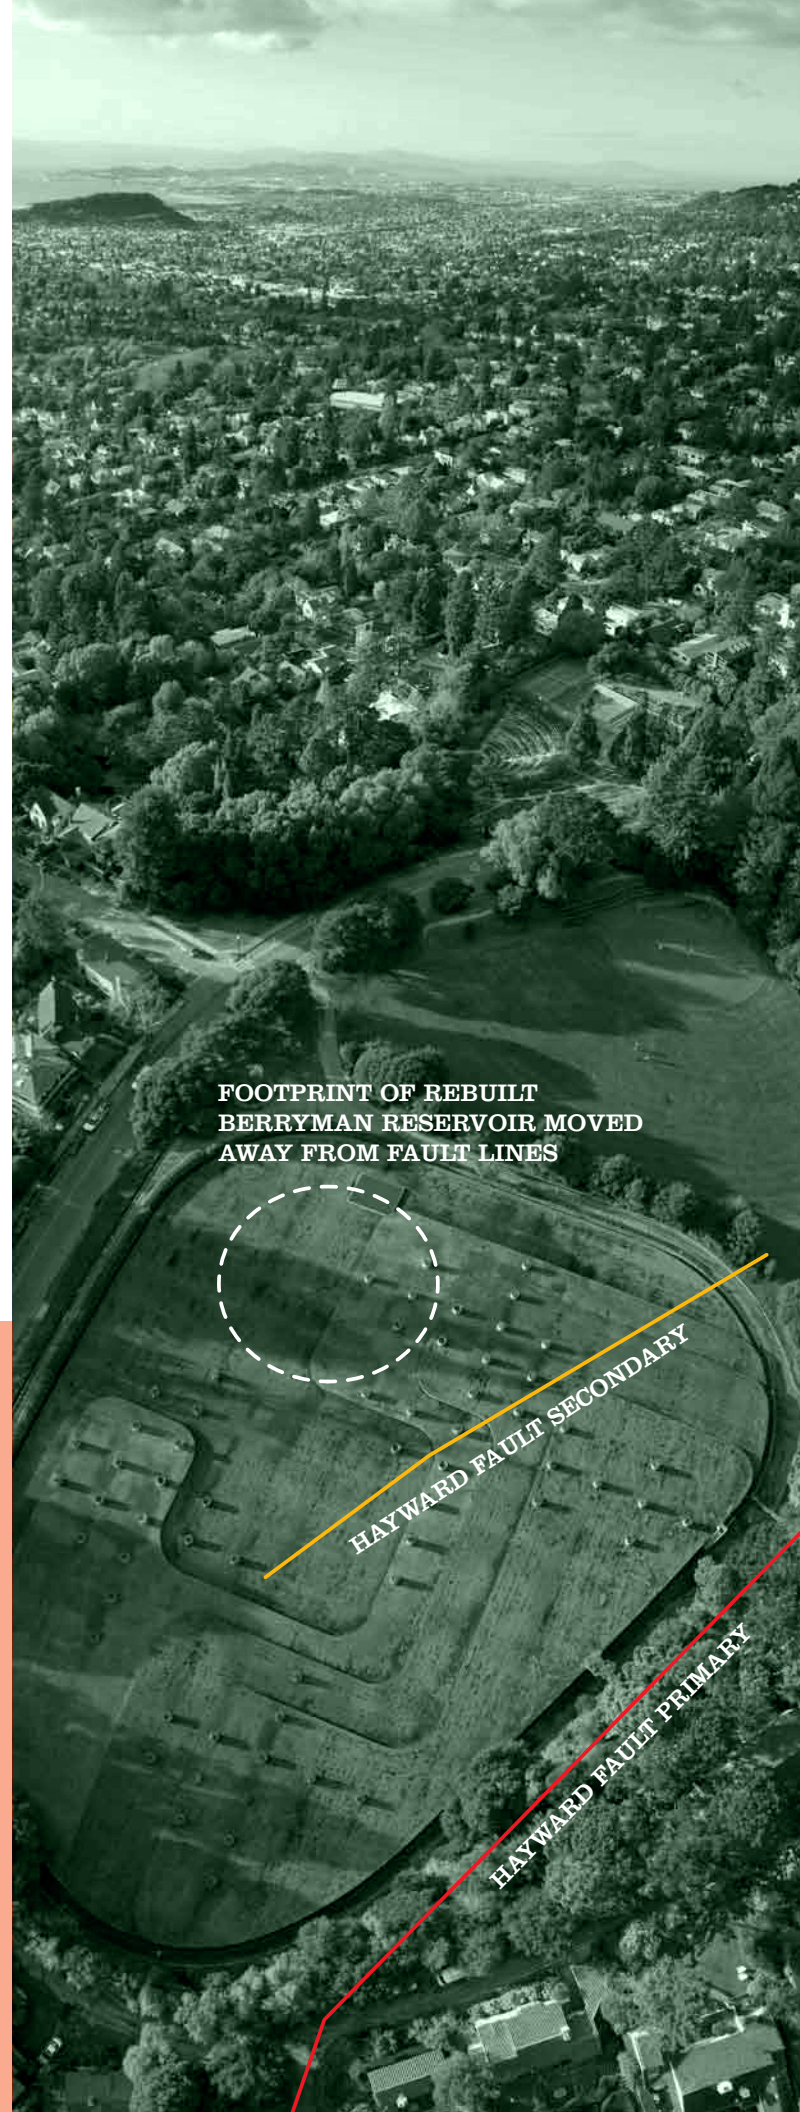 FOOTPRINT OF REBUILT
BERRYMAN RESERVOIR MOVED
AWAY FROM FAULT LINES
HAYWARD FAULT SECONDARY
HAYWARD FAULT PRIMARY